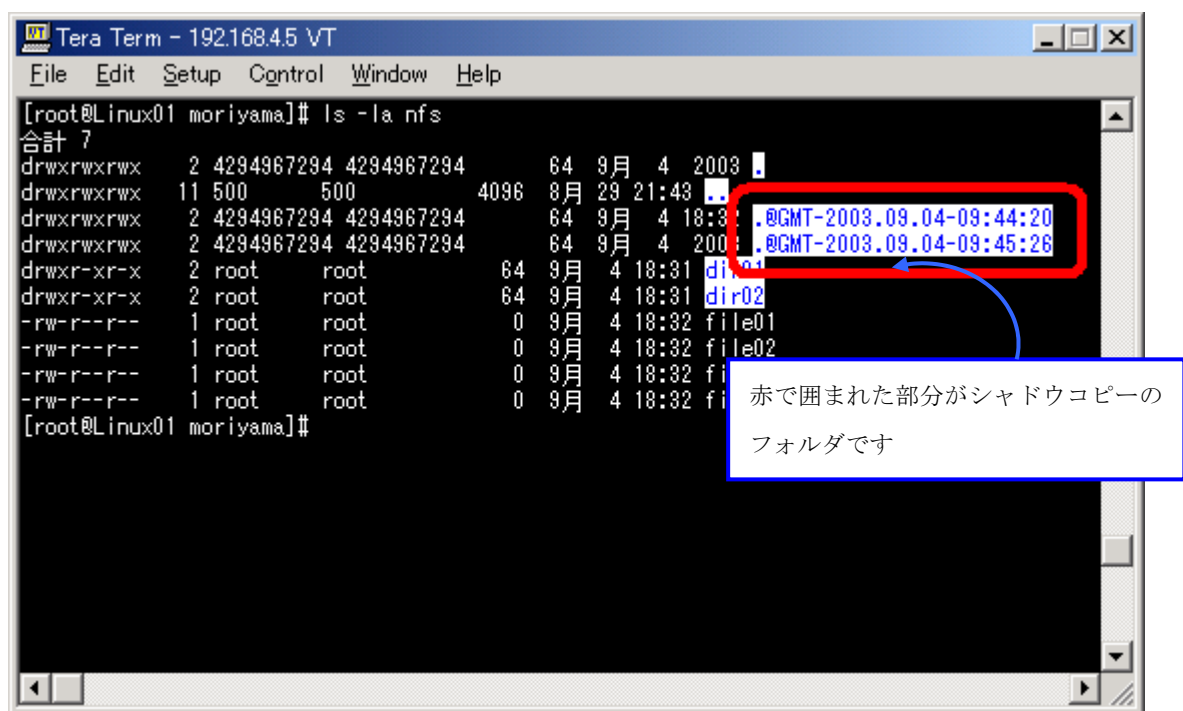 Tera Term - 192.168.4.5 VT
File Edit Setup Control Window Help
[root@Linux01 moriyama]# ls -la nfs
合計 7
drwxrwxrwx 2 4294967294 4294967294 64 9月 4 2003 .
drwxrwxrwx 11 500 500 4096 8月 29 21:43 ..
drwxrwxrwx 2 4294967294 4294967294 64 9月 4 18:32 .@GMT-2003.09.04-09:44:20
drwxrwxrwx 2 4294967294 4294967294 64 9月 4 2003 .@GMT-2003.09.04-09:45:26
drwxr-xr-x 2 root root 64 9月 4 18:31 dir01
drwxr-xr-x 2 root root 64 9月 4 18:31 dir02
-rw-r--r-- 1 root root 0 9月 4 18:32 file01
-rw-r--r-- 1 root root 0 9月 4 18:32 file02
-rw-r--r-- 1 root root 0 9月 4 18:32 fi
-rw-r--r-- 1 root root 0 9月 4 18:32 fi
[root@Linux01 moriyama]#
赤で囲まれた部分がシャドウコピーの
フォルダです